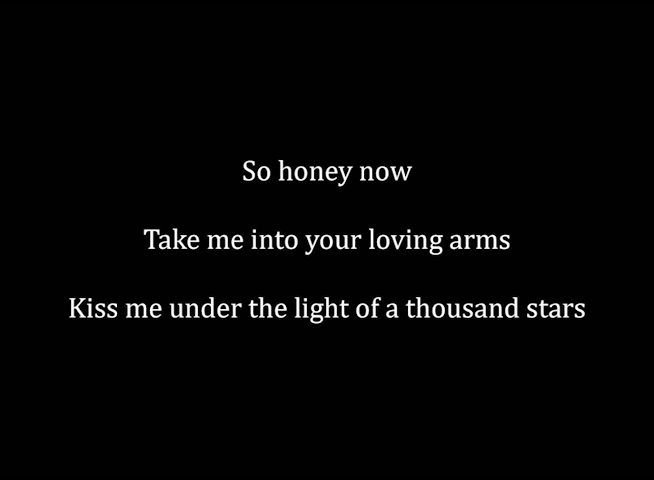 So honey now
Take me into your loving arms
Kiss me under the light of a thousand stars